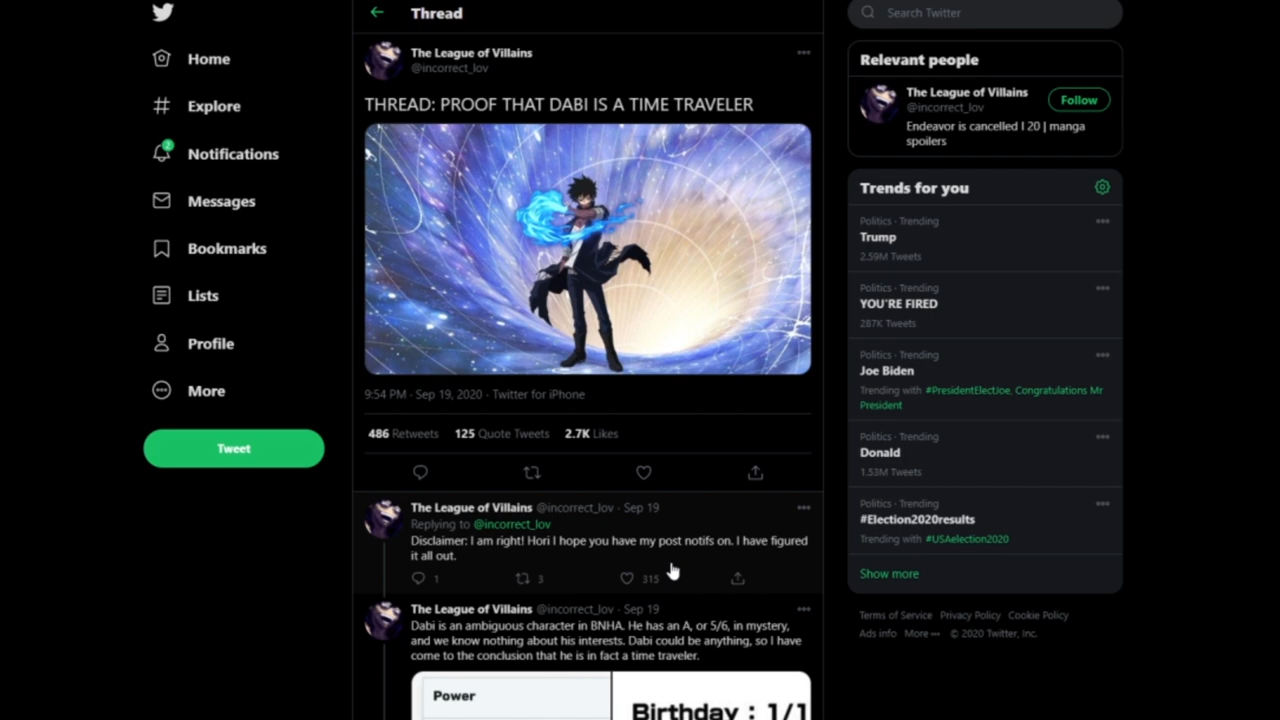 Home
Explore
2
Notifications
Messages
Bookmarks
Lists
Profile
More
Tweet
Thread
The League of Villains
@incorrect_lov
THREAD: PROOF THAT DABI IS A TIME TRAVELER
9:54 PM · Sep 19, 2020 · Twitter for iPhone
486 Retweets 125 Quote Tweets 2.7K Likes
The League of Villains @incorrect_lov · Sep 19
Replying to @incorrect_lov
Disclaimer: I am right! Hori I hope you have my post notifs on. I have figured
it all out.
1 3 315
The League of Villains @incorrect_lov · Sep 19
Dabi is an ambiguous character in BNHA. He has an A, or 5/6, in mystery,
and we know nothing about his interests. Dabi could be anything, so I have
come to the conclusion that he is in fact a time traveler.
Power
Birthday : 1/1
Search Twitter
Relevant people
The League of Villains
@incorrect_lov
Follow
Endeavor is cancelled I 20 | manga
spoilers
Trends for you
Politics · Trending
Trump
2.59M Tweets
Politics · Trending
YOU'RE FIRED
287K Tweets
Politics · Trending
Joe Biden
Trending with #PresidentElectJoe, Congratulations Mr
President
Politics · Trending
Donald
1.53M Tweets
Politics · Trending
#Election2020results
Trending with #USAelection2020
Show more
Terms of Service Privacy Policy Cookie Policy
Ads info More ··· © 2020 Twitter, Inc.